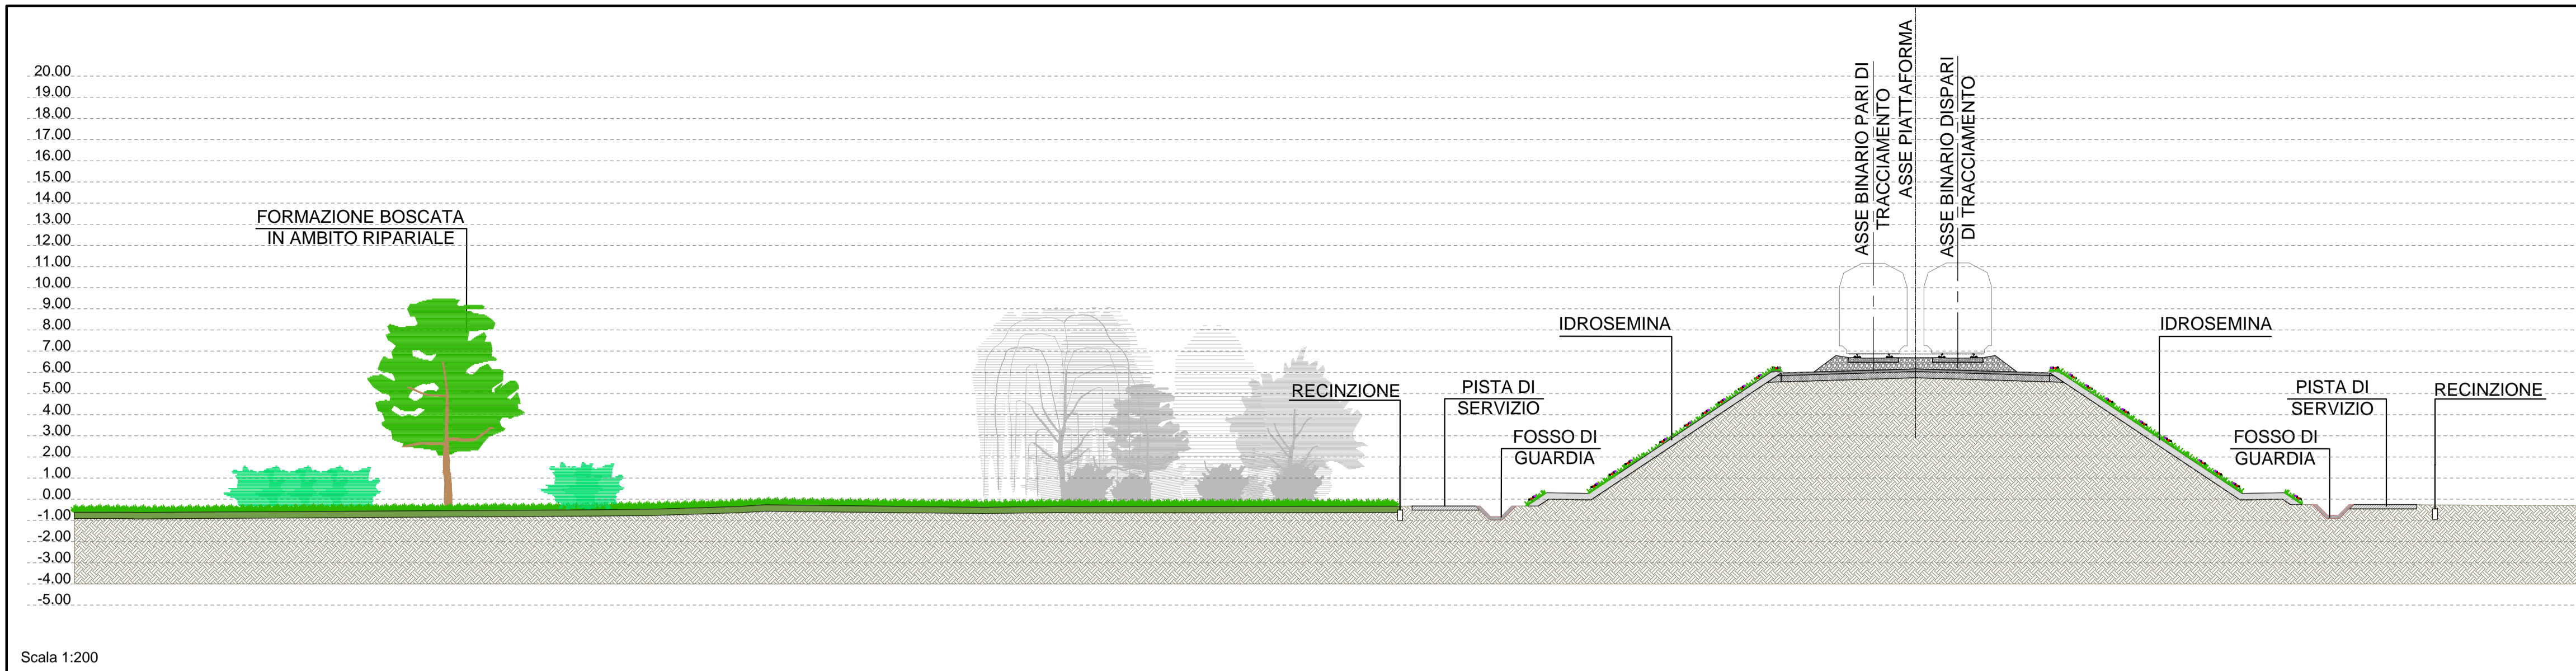 20.00
19.00
18.00
17.00
16.00
15.00
14.00
13.00
12.00
11.00
10.00
9.00
8.00
7.00
6.00
5.00
4.00
3.00
2.00
1.00
0.00
-1.00
-2.00
-3.00
-4.00
-5.00
FORMAZIONE BOSCATA
IN AMBITO RIPARIALE
RECINZIONE
PISTA DI
SERVIZIO
FOSSO DI
GUARDIA
IDROSEMINA
ASSE BINARIO PARI DI
TRACCIAMENTO
ASSE PIATTAFORMA
ASSE BINARIO DISPARI
DI TRACCIAMENTO
IDROSEMINA
FOSSO DI
GUARDIA
PISTA DI
SERVIZIO
RECINZIONE
Scala 1:200